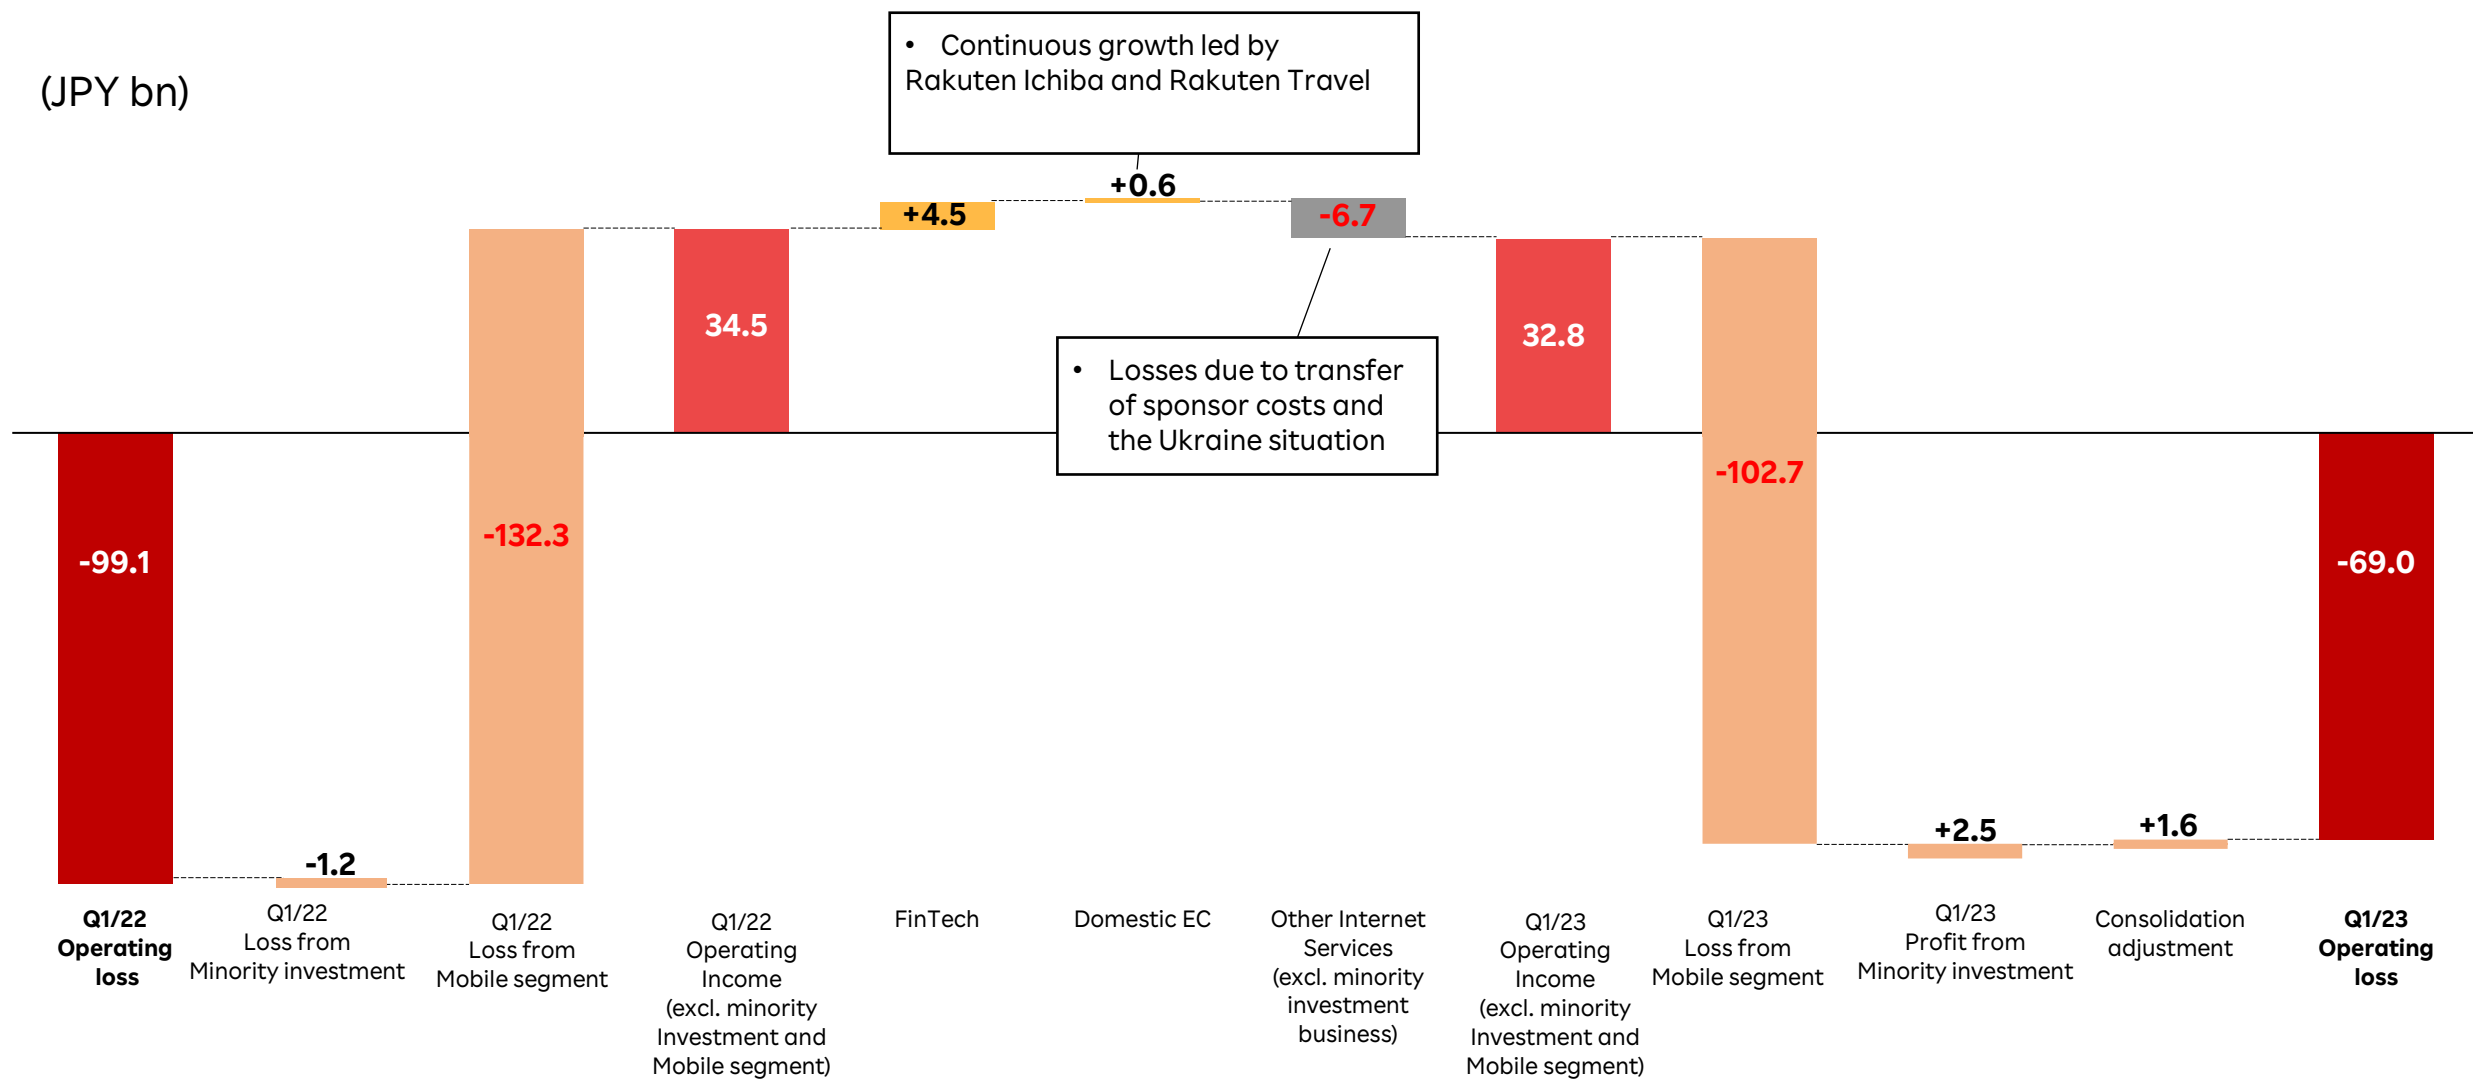 (JPY bn)
• Continuous growth led by
Rakuten Ichiba and Rakuten Travel
+0.6
+4.5
-6.7
34.5
32.8
• Losses due to transfer
of sponsor costs and
the Ukraine situation
-102.7
-132.3
-99.1
-69.0
-1.2
+2.5
+1.6
Q1/22
Operating
loss
Q1/22
Loss from
Minority investment
Q1/22
Loss from
Mobile segment
Q1/22
Operating
Income
(excl. minority
Investment and
Mobile segment)
FinTech
Domestic EC
Other Internet
Services
(excl. minority
investment
business)
Q1/23
Operating
Income
(excl. minority
Investment and
Mobile segment)
Q1/23
Loss from
Mobile segment
Q1/23
Profit from
Minority investment
Consolidation
adjustment
Q1/23
Operating
loss